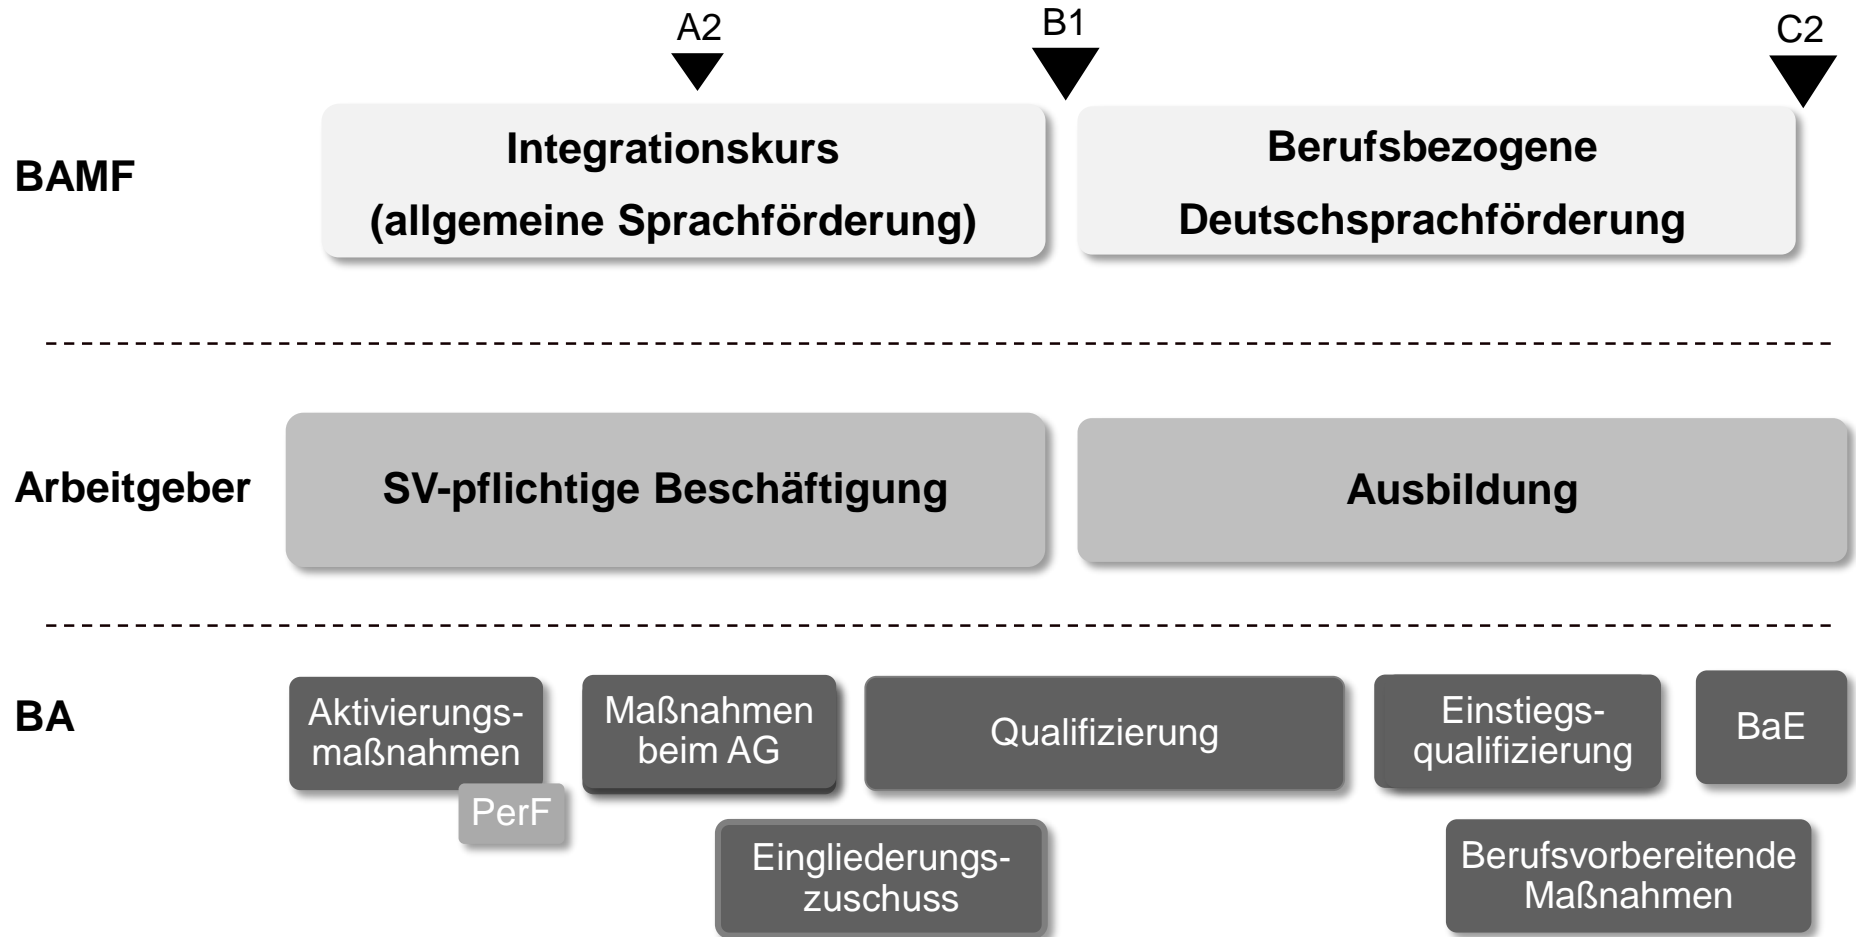 A2
B1
C2
BAMF
Integrationskurs
(allgemeine Sprachförderung)
Berufsbezogene
Deutschsprachförderung
Arbeitgeber
SV-pflichtige Beschäftigung
Ausbildung
BA
Aktivierungs-
maßnahmen
PerF
Maßnahmen
beim AG
Eingliederungs-
zuschuss
Qualifizierung
Einstiegs-
qualifizierung
BaE
Berufsvorbereitende
Maßnahmen